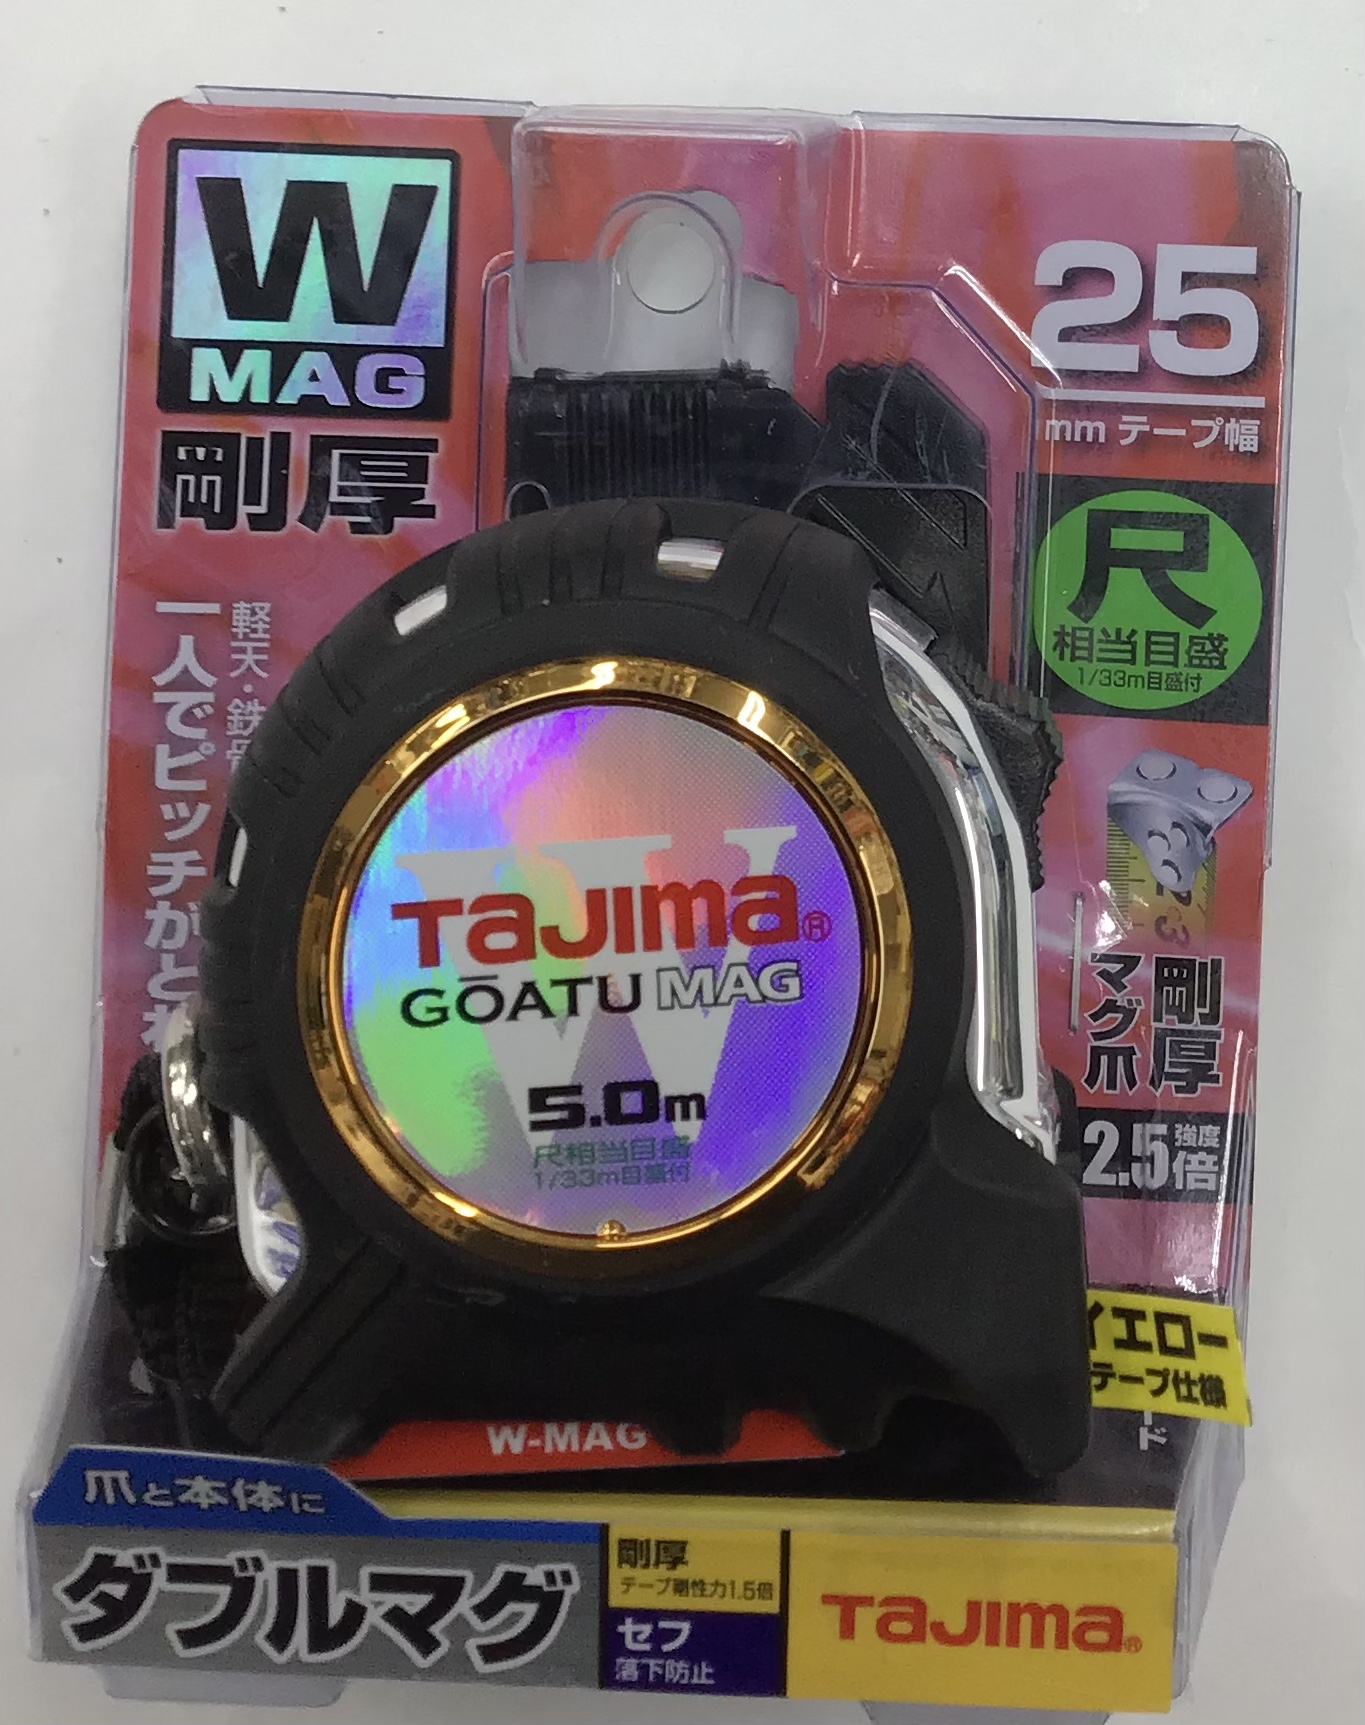 W
MAG
剛厚
25
mm テープ幅
尺
相当目盛
1/33m目盛付
軽天・鉄
一人でピッチがと
TaJIma®
GŌATU MAG
5.0m
尺相当目盛
1/33m目盛付
剛厚
マグ爪
強度
2.5倍
イエロー
テープ仕様
W-MAG
爪と本体に
ダブルマグ
剛厚
テープ剛性力1.5倍
セフ
落下防止
TaJIma®